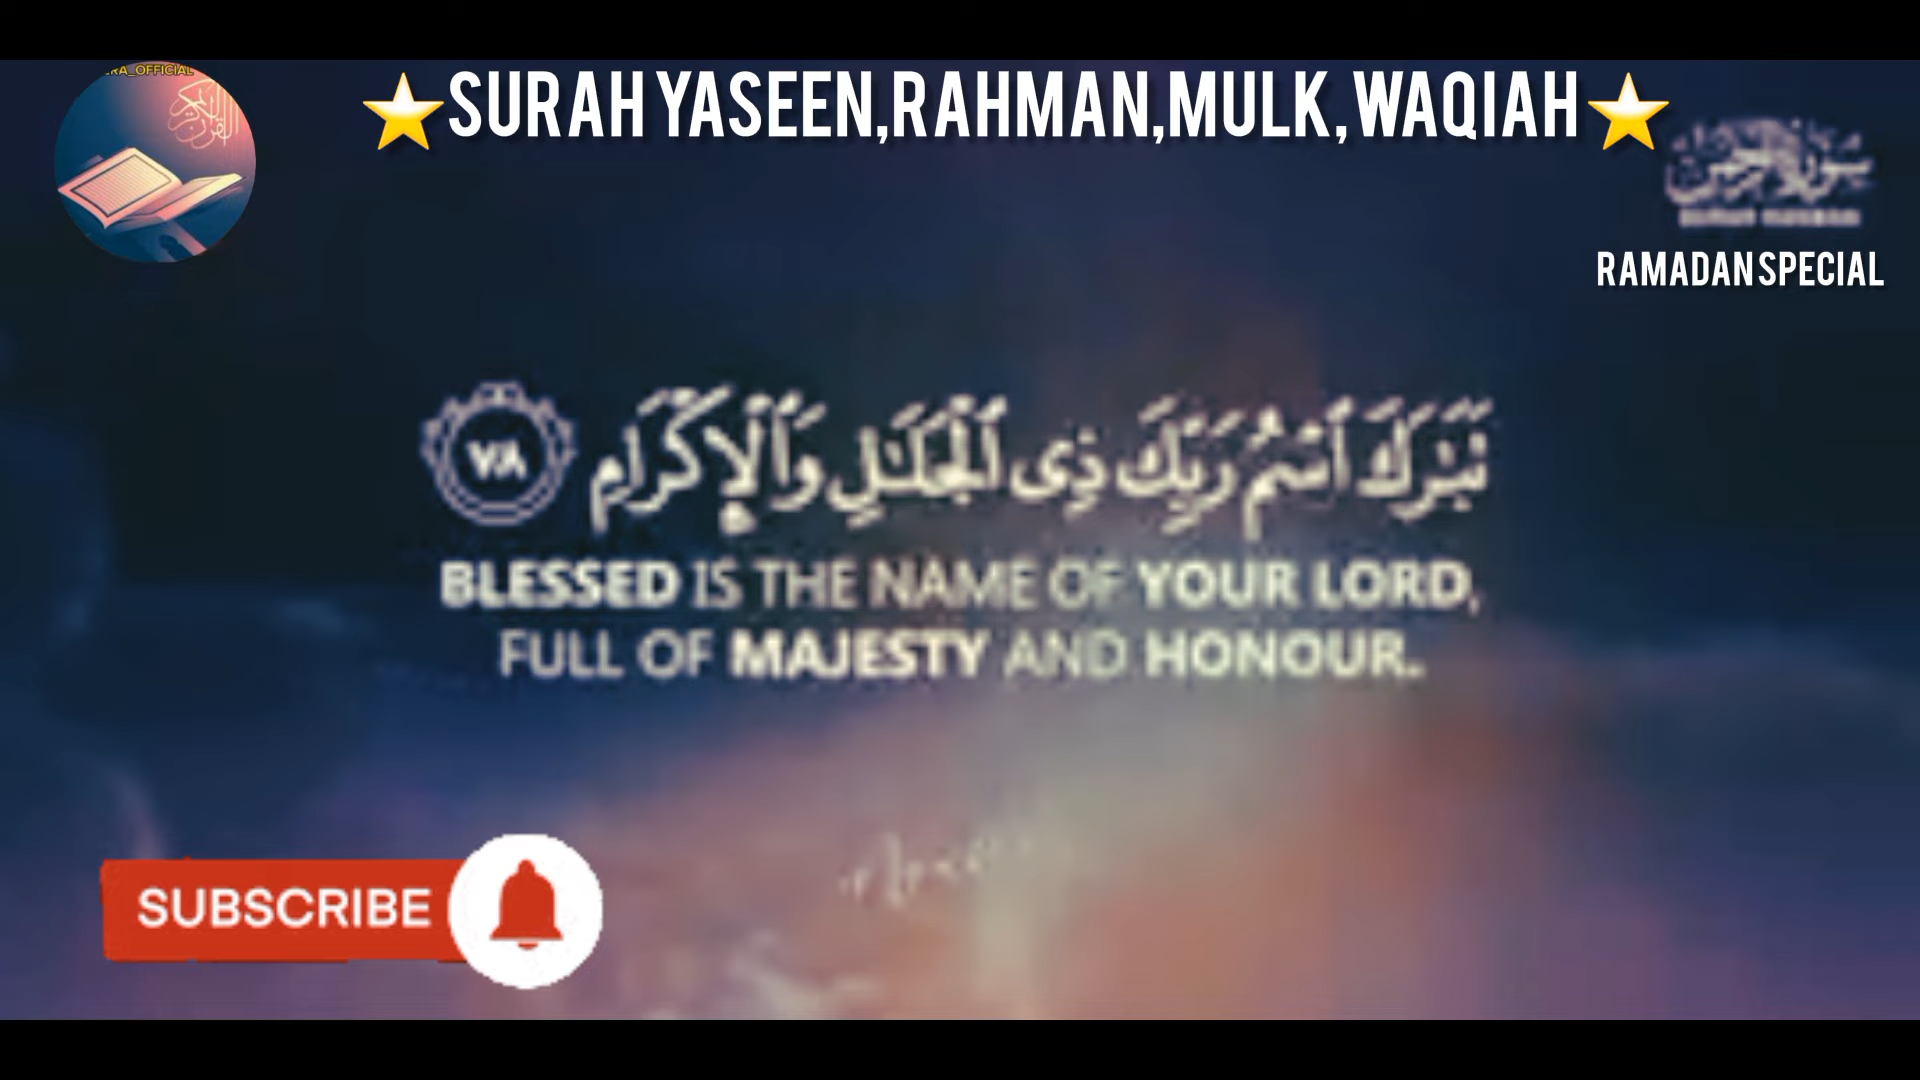 RA_OFFICIAL
⭐SURAH YASEEN,RAHMAN,MULK,WAQIAH⭐
RAMADAN SPECIAL
تَبَٰرَكَ ٱسْمُ رَبِّكَ ذِى ٱلْجَلَٰلِ وَٱلْإِكْرَامِ ٧٨
BLESSED IS THE NAME OF YOUR LORD,
FULL OF MAJESTY AND HONOUR.
SUBSCRIBE